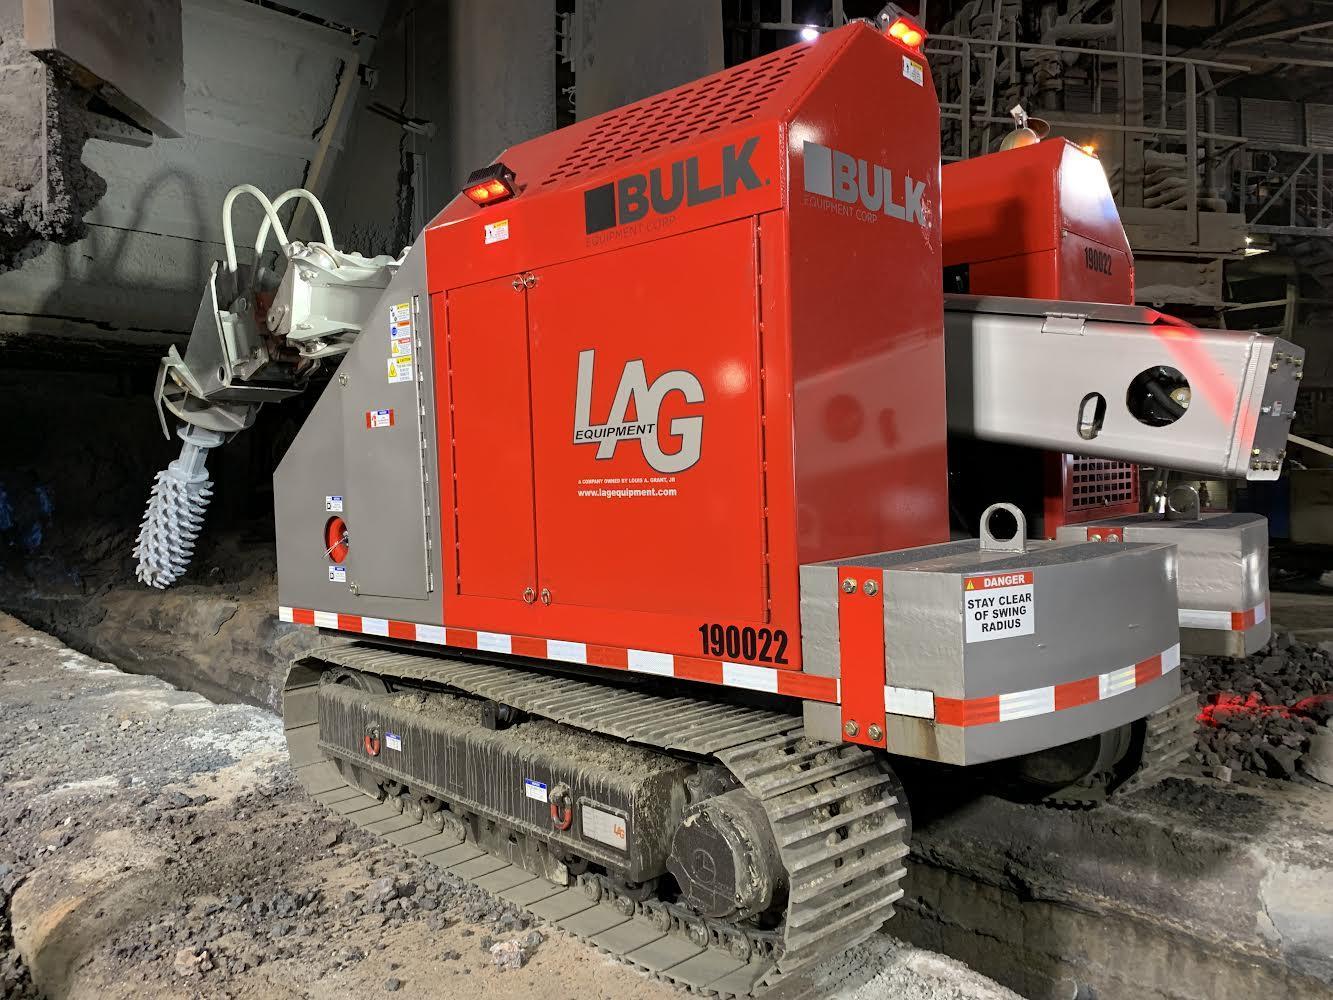 BULK.
EQUIPMENT CORP
BULK
EQUIPMENT CORP
190022
LAG
EQUIPMENT
A COMPANY OWNED BY LOUIS A. GRANT, JR
www.lagequipment.com
DANGER
STAY CLEAR
OF SWING
RADIUS
190022
LAG